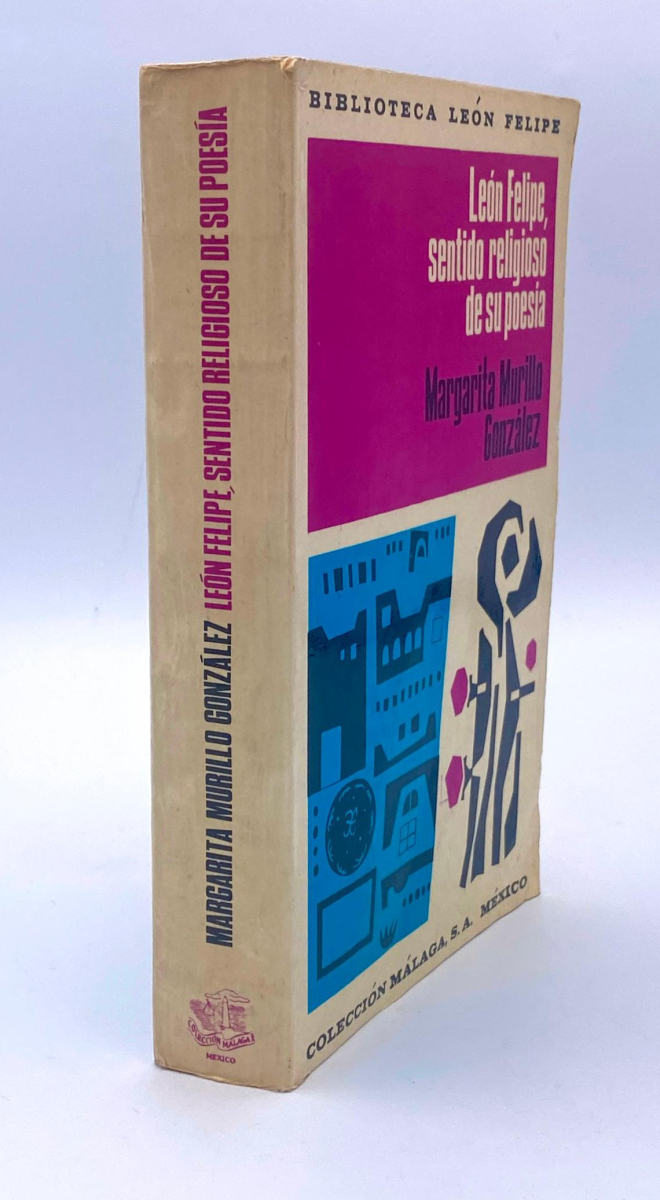 MARGARITA MURILLO GONZÁLEZ LEÓN FELIPE, SENTIDO RELIGIOSO DE SU POESÍA
COLECCIÓN MÁLAGA
MEXICO
BIBLIOTECA LEÓN FELIPE
León Felipe,
sentido religioso
de su poesía
Margarita Murillo
González
COLECCIÓN MÁLAGA, S. A. MÉXICO